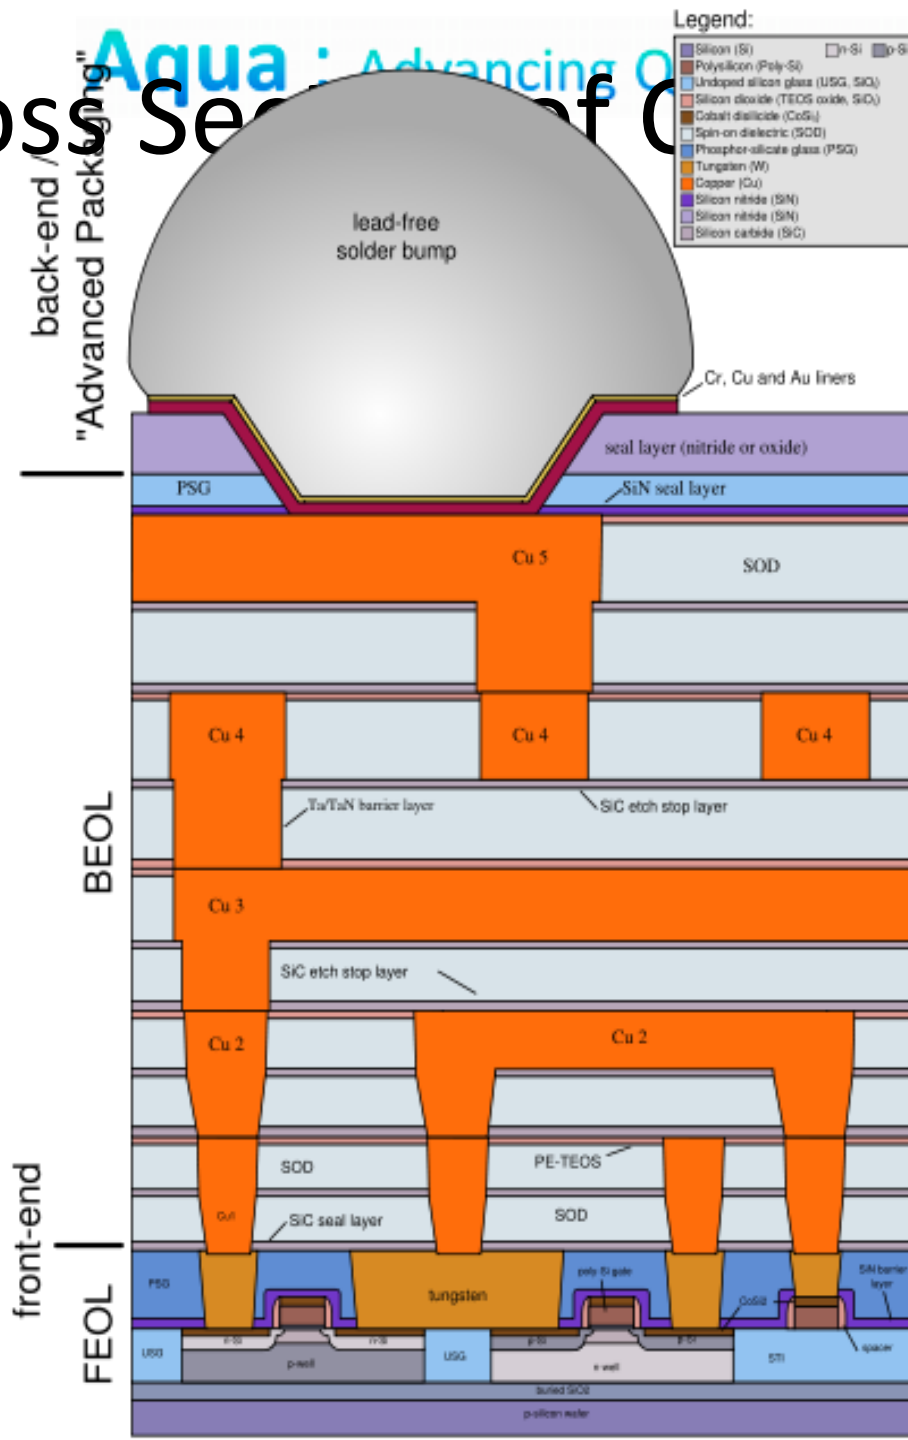 Aqua : Advancing
oss Se
of
back-end /
"Advanced Packaging"
Legend:
Silicon (Si)
n-Si
p-Si
Polysilicon (Poly-Si)
Undoped silicon glass (USG, SiO₂)
Silicon dioxide (TEOS oxide, SiO₂)
Cobalt disilicide (CoSi₂)
Spin-on dielectric (SOD)
Phosphor-silicate glass (PSG)
Tungsten (W)
Copper (Cu)
Silicon nitride (SiN)
Silicon nitride (SiN)
Silicon carbide (SiC)
lead-free
solder bump
Cr, Cu and Au liners
seal layer (nitride or oxide)
PSG
SiN seal layer
Cu 5
SOD
Cu 4
Cu 4
Cu 4
BEOL
Ta/TaN barrier layer
SiC etch stop layer
Cu 3
SiC etch stop layer
Cu 2
Cu 2
front-end
SOD
PE-TEOS
Cu1
SiC seal layer
SOD
FEOL
PSG
tungsten
poly Si gate
SiN barrier
layer
CoSi2
spacer
USG
n-Si
n-Si
p-well
USG
p-Si
p-Si
n-well
STI
buried SiO2
p-silicon wafer